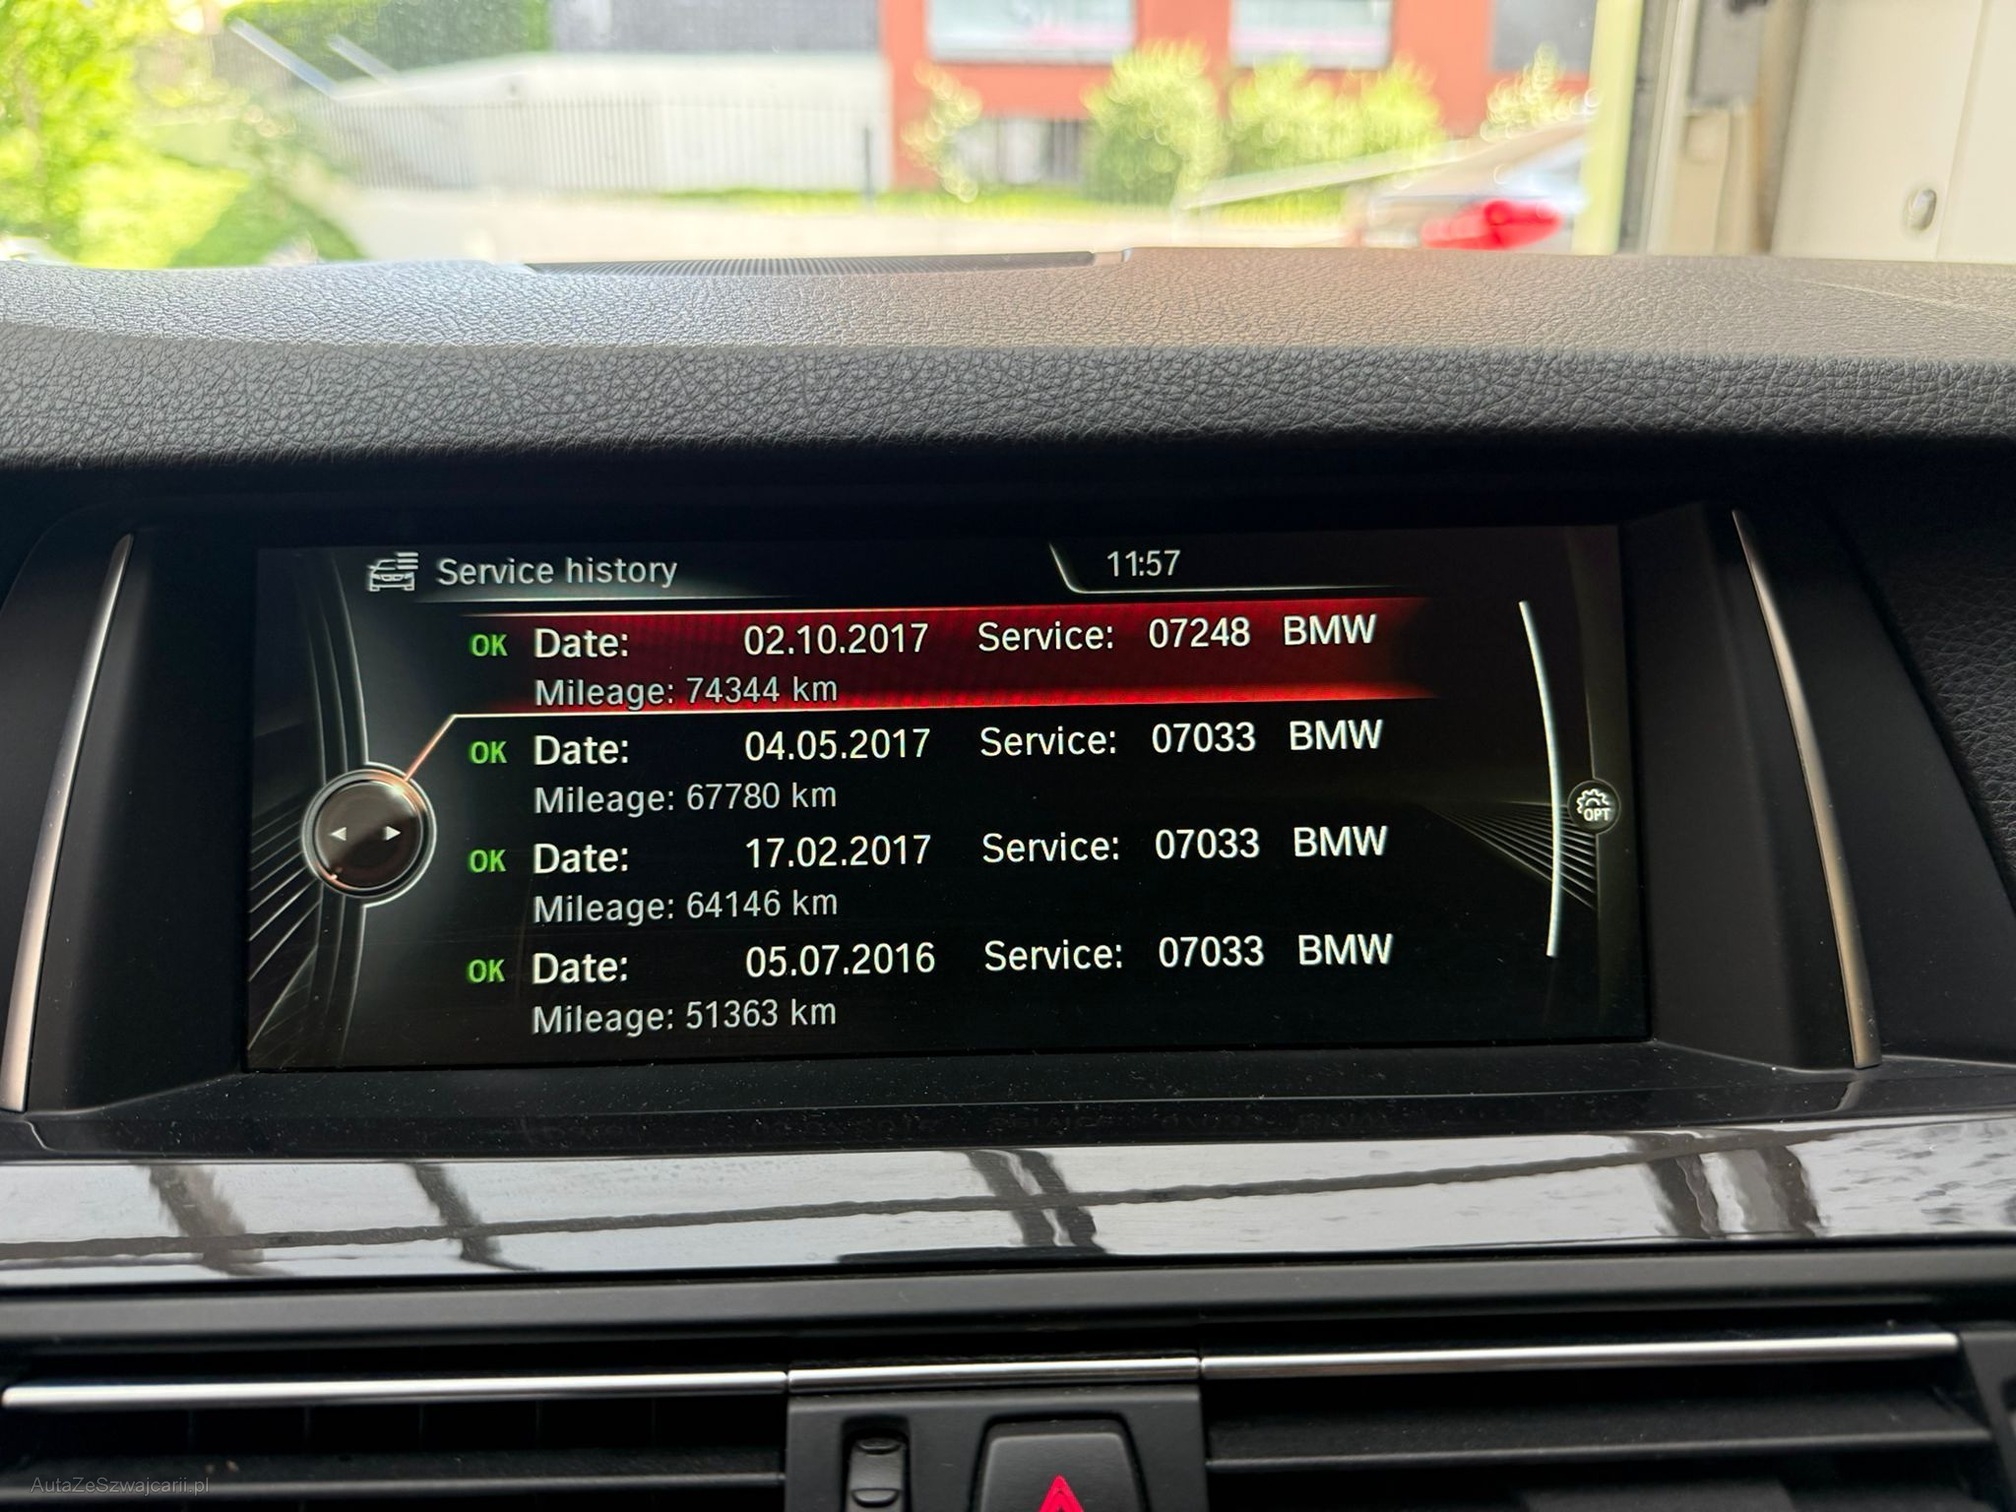 Service history 11:57
OK Date: 02.10.2017 Service: 07248 BMW
Mileage: 74344 km
OK Date: 04.05.2017 Service: 07033 BMW
Mileage: 67780 km
OK Date: 17.02.2017 Service: 07033 BMW
Mileage: 64146 km
OK Date: 05.07.2016 Service: 07033 BMW
Mileage: 51363 km
OPT
AutaZeSzwajcarii.pl